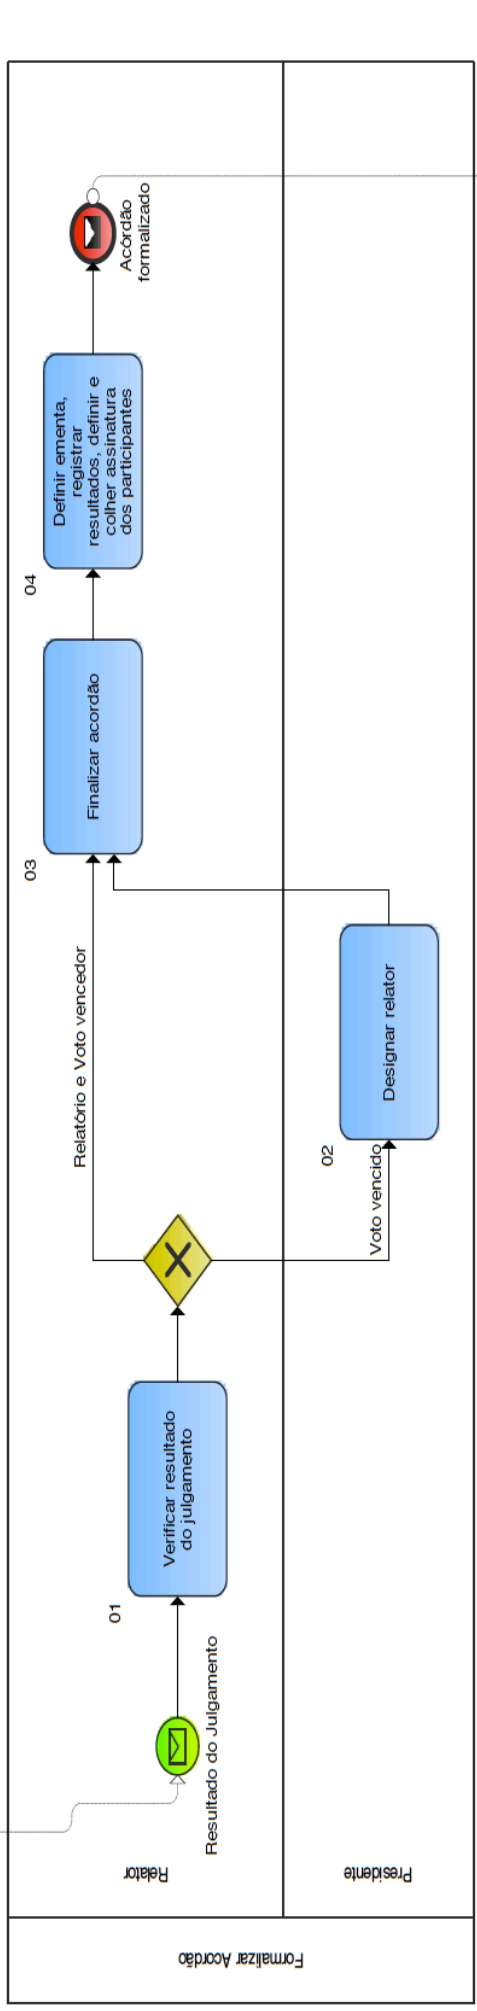 Formalizar Acordão
Relator
Presidente
Resultado do Julgamento
01
Verificar resultado
do julgamento
Relatório e Voto vencedor
Voto vencido
02
Designar relator
03
Finalizar acordão
04
Definir ementa,
registrar
resultados, definir e
colher assinatura
dos participantes
Acórdão
formalizado